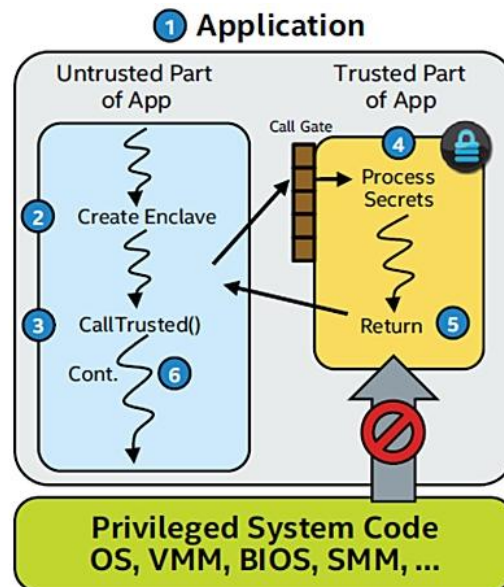 1 Application
Untrusted Part
of App
Trusted Part
of App
Call Gate
2 Create Enclave
3 CallTrusted()
Cont. 6
4
Process
Secrets
Return 5
Privileged System Code
OS, VMM, BIOS, SMM, ...